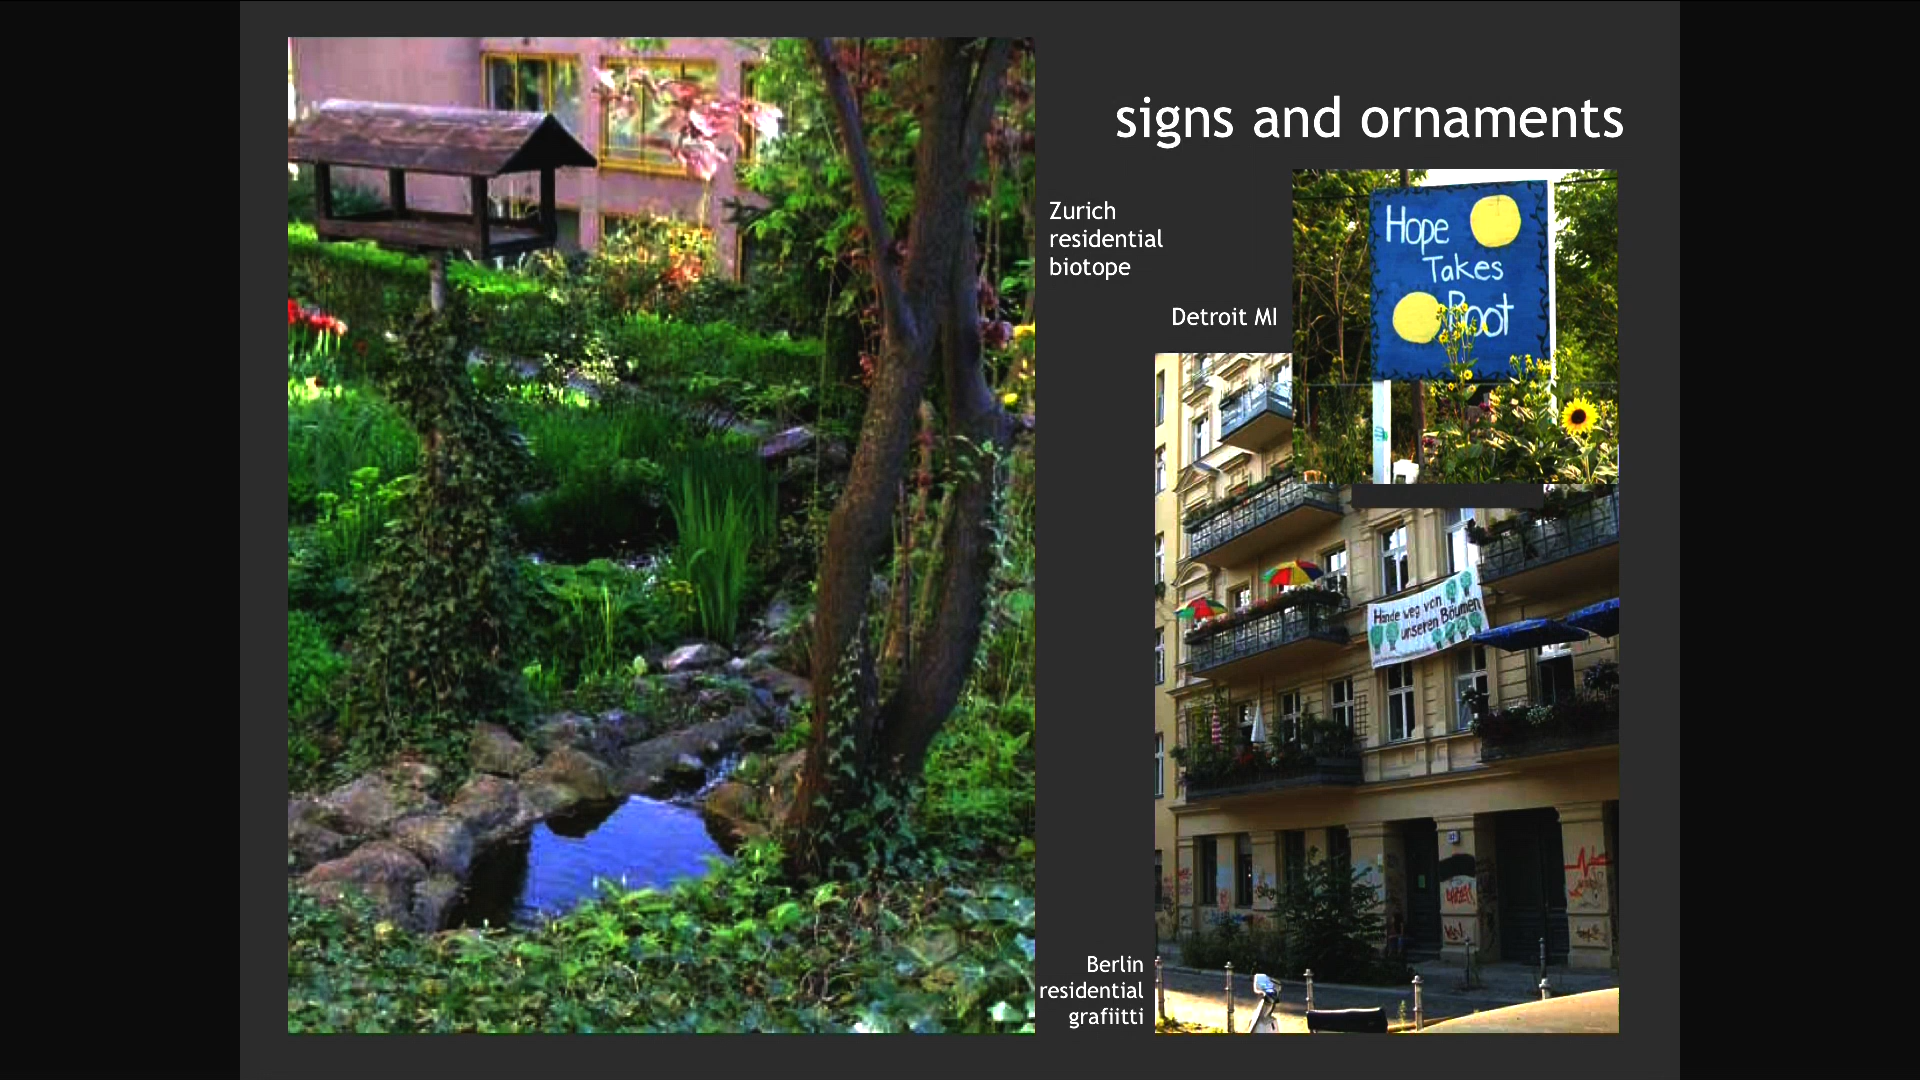 signs and ornaments
Zurich
residential
biotope
Detroit MI
Hope
Takes
Root
Hände weg von
unseren Bäumen
Berlin
residential
grafiitti